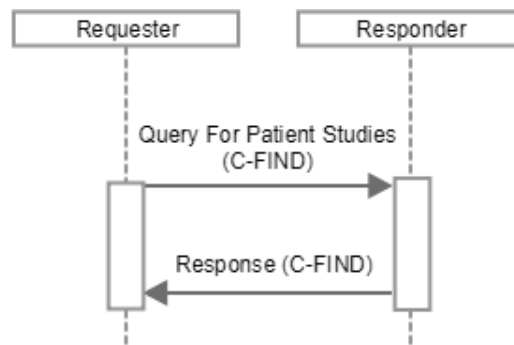 Requester
Responder
Query For Patient Studies
(C-FIND)
Response (C-FIND)